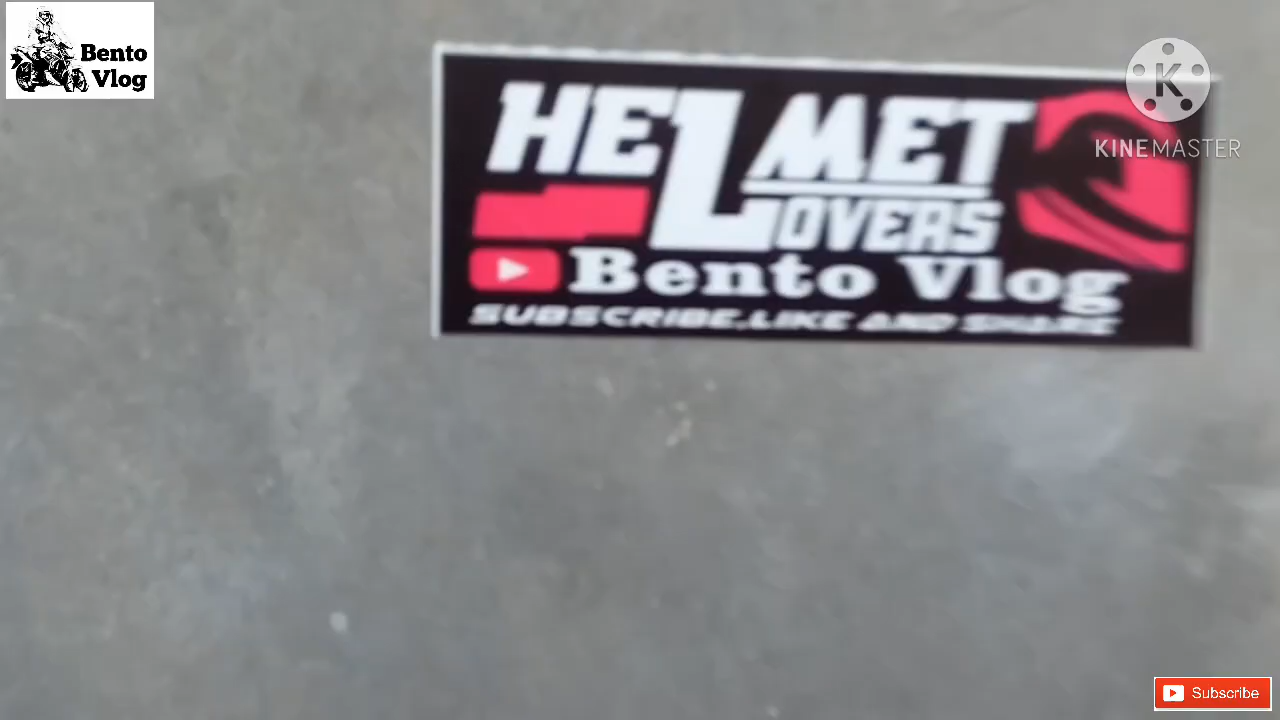 Bento
Vlog
HELMET
LOVERS
Bento Vlog
SUBSCRIBE,LIKE AND SHARE
K
KINEMASTER
Subscribe